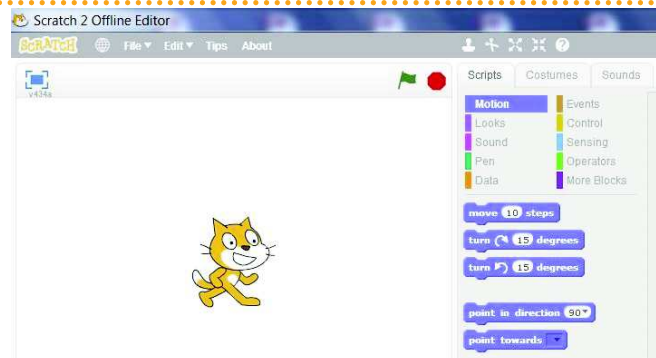 Scratch 2 Offline Editor
SCRATCH File Edit Tips About
v434a
Scripts Costumes Sounds
Motion Events
Looks Control
Sound Sensing
Pen Operators
Data More Blocks
move 10 steps
turn 15 degrees
turn 15 degrees
point in direction 90
point towards